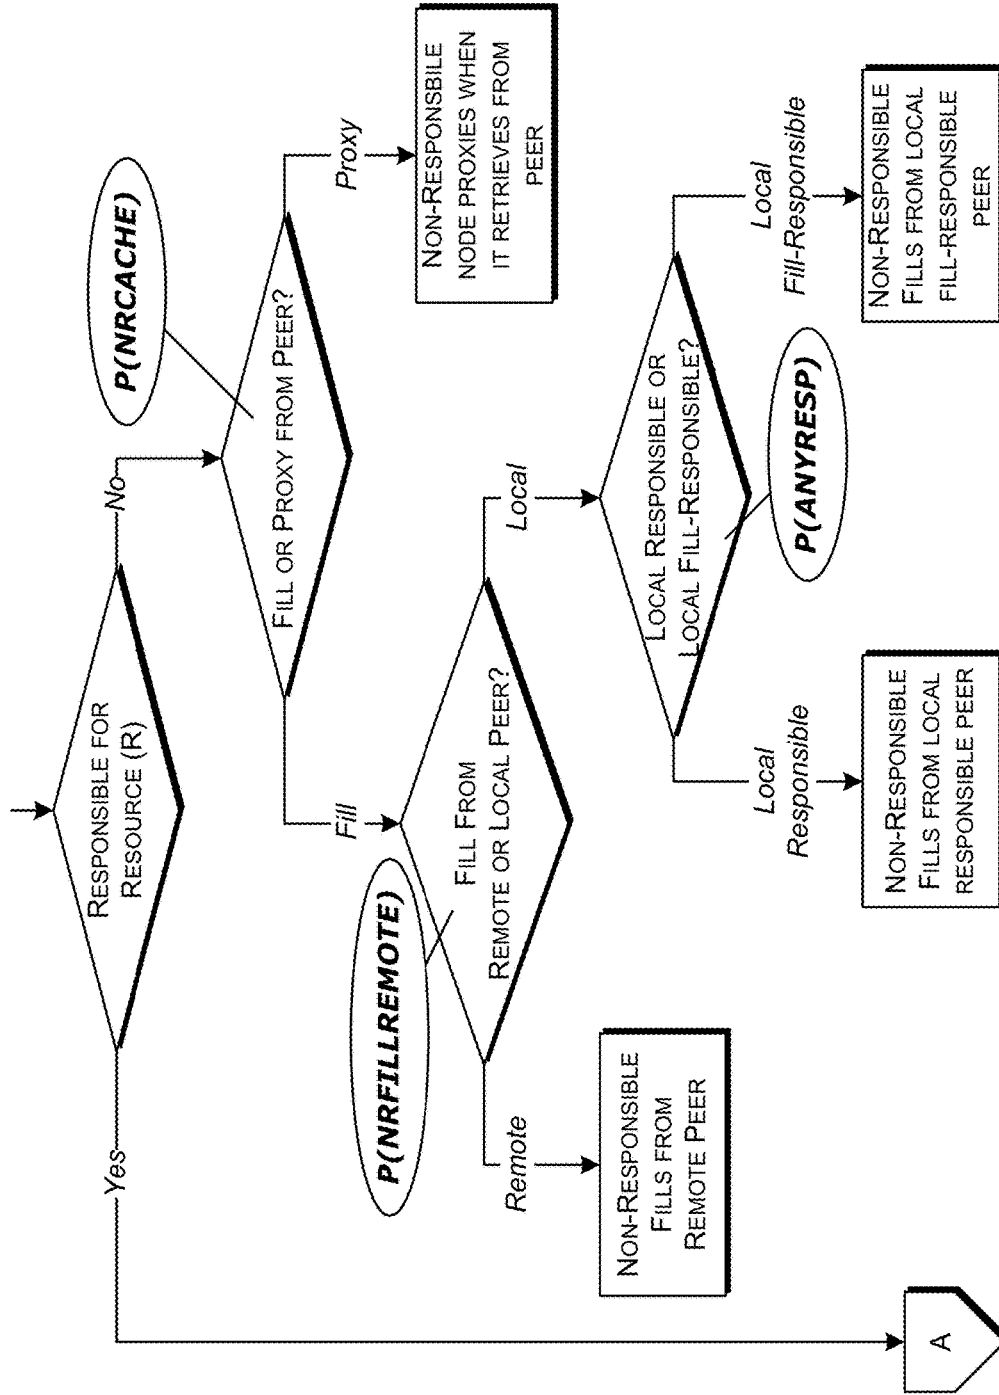 RESPONSIBLE FOR
RESOURCE (R)
Yes
No
P(NRCACHE)
FILL OR PROXY FROM PEER?
Proxy
NON-RESPONSBILE
NODE PROXIES WHEN
IT RETRIEVES FROM
PEER
Fill
P(NRFILLREMOTE)
FILL FROM
REMOTE OR LOCAL PEER?
Remote
NON-RESPONSIBLE
FILLS FROM
REMOTE PEER
Local
LOCAL RESPONSIBLE OR
LOCAL FILL-RESPONSIBLE?
P(ANYRESP)
Local
Responsible
NON-RESPONSIBLE
FILLS FROM LOCAL
RESPONSIBLE PEER
Local
Fill-Responsible
NON-RESPONSIBLE
FILLS FROM LOCAL
FILL-RESPONSIBLE
PEER
A